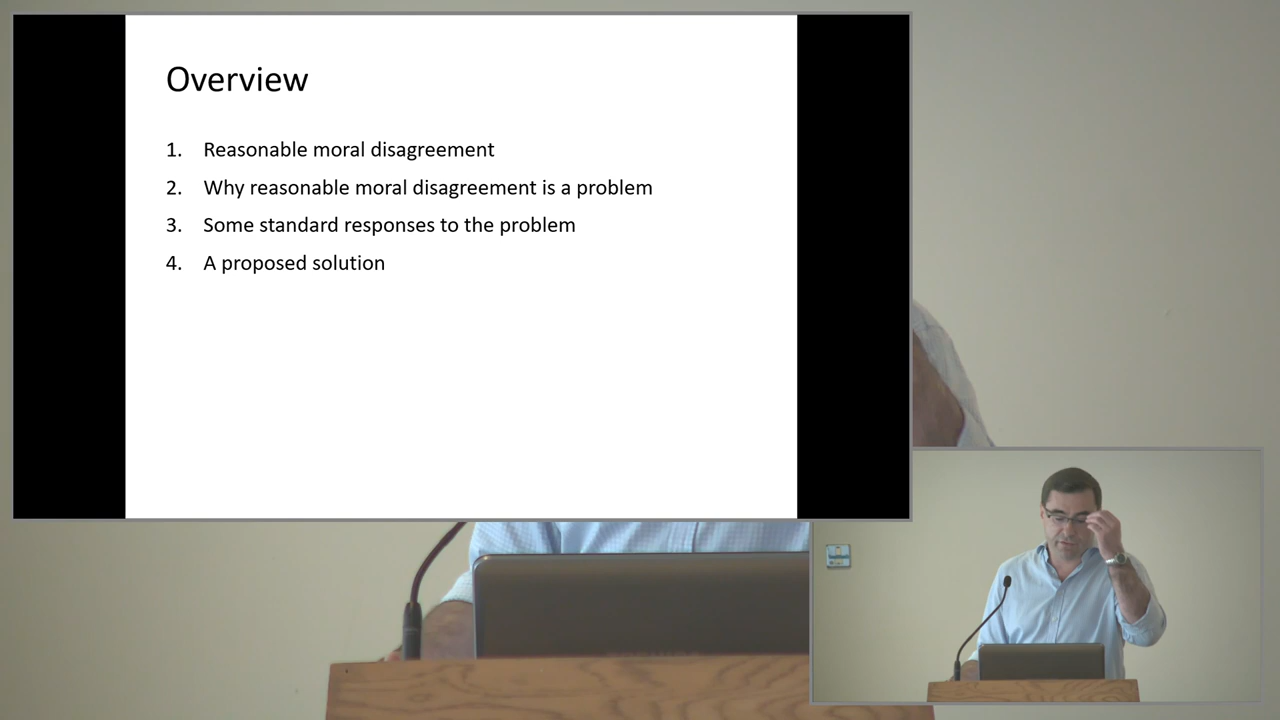 Overview
1. Reasonable moral disagreement
2. Why reasonable moral disagreement is a problem
3. Some standard responses to the problem
4. A proposed solution